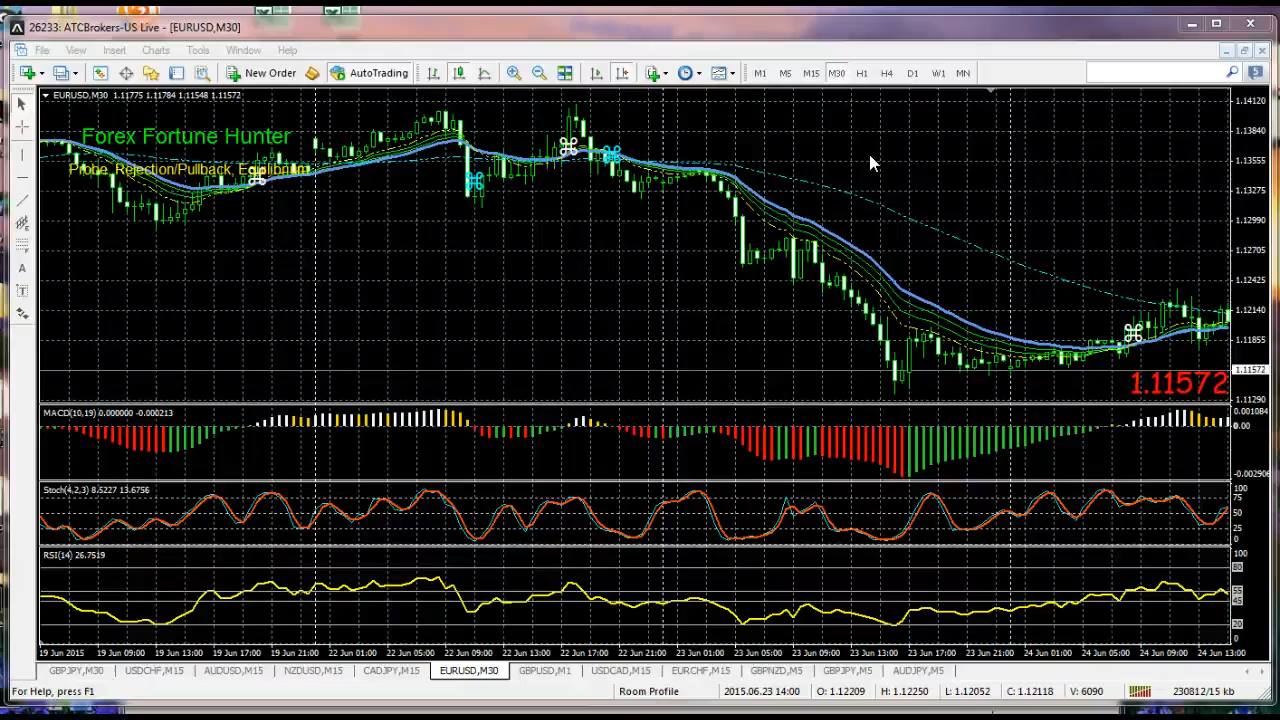 26233: ATCBrokers-US Live - [EURUSD,M30]
File View Insert Charts Tools Window Help
New Order AutoTrading M1 M5 M15 M30 H1 H4 D1 W1 MN
EURUSD,M30 1.11775 1.11784 1.11548 1.11572
Forex Fortune Hunter
Probe, Rejection/Pullback, Equilibrium
1.14120
1.13840
1.13555
1.13275
1.12990
1.12705
1.12425
1.12140
1.11855
1.11572
1.11572
1.11290
MACD(10,19) 0.000000 -0.000213
0.001084
0.00
-0.002906
Stoch(4,2,3) 8.5227 13.6756
100
75
50
25
0
RSI(14) 26.7519
100
80
55
45
20
0
19 Jun 2015 19 Jun 09:00 19 Jun 13:00 19 Jun 17:00 19 Jun 21:00 22 Jun 01:00 22 Jun 05:00 22 Jun 09:00 22 Jun 13:00 22 Jun 17:00 22 Jun 21:00 23 Jun 01:00 23 Jun 05:00 23 Jun 09:00 23 Jun 13:00 23 Jun 17:00 23 Jun 21:00 24 Jun 01:00 24 Jun 05:00 24 Jun 09:00 24 Jun 13:00
GBPJPY,M30 USDCHF,M15 AUDUSD,M15 NZDUSD,M15 CADJPY,M15 EURUSD,M30 GBPUSD,M1 USDCAD,M15 EURCHF,M15 GBPNZD,M5 GBPJPY,M5 AUDJPY,M5
For Help, press F1 Room Profile 2015.06.23 14:00 O: 1.12209 H: 1.12250 L: 1.12052 C: 1.12118 V: 6090 230812/15 kb